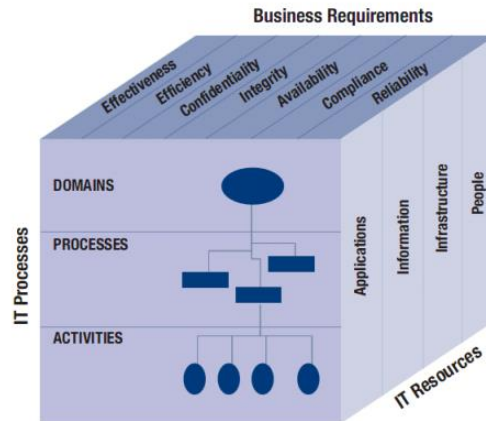 Business Requirements
Effectiveness
Efficiency
Confidentiality
Integrity
Availability
Compliance
Reliability
IT Processes
DOMAINS
PROCESSES
ACTIVITIES
Applications
Information
Infrastructure
People
IT Resources